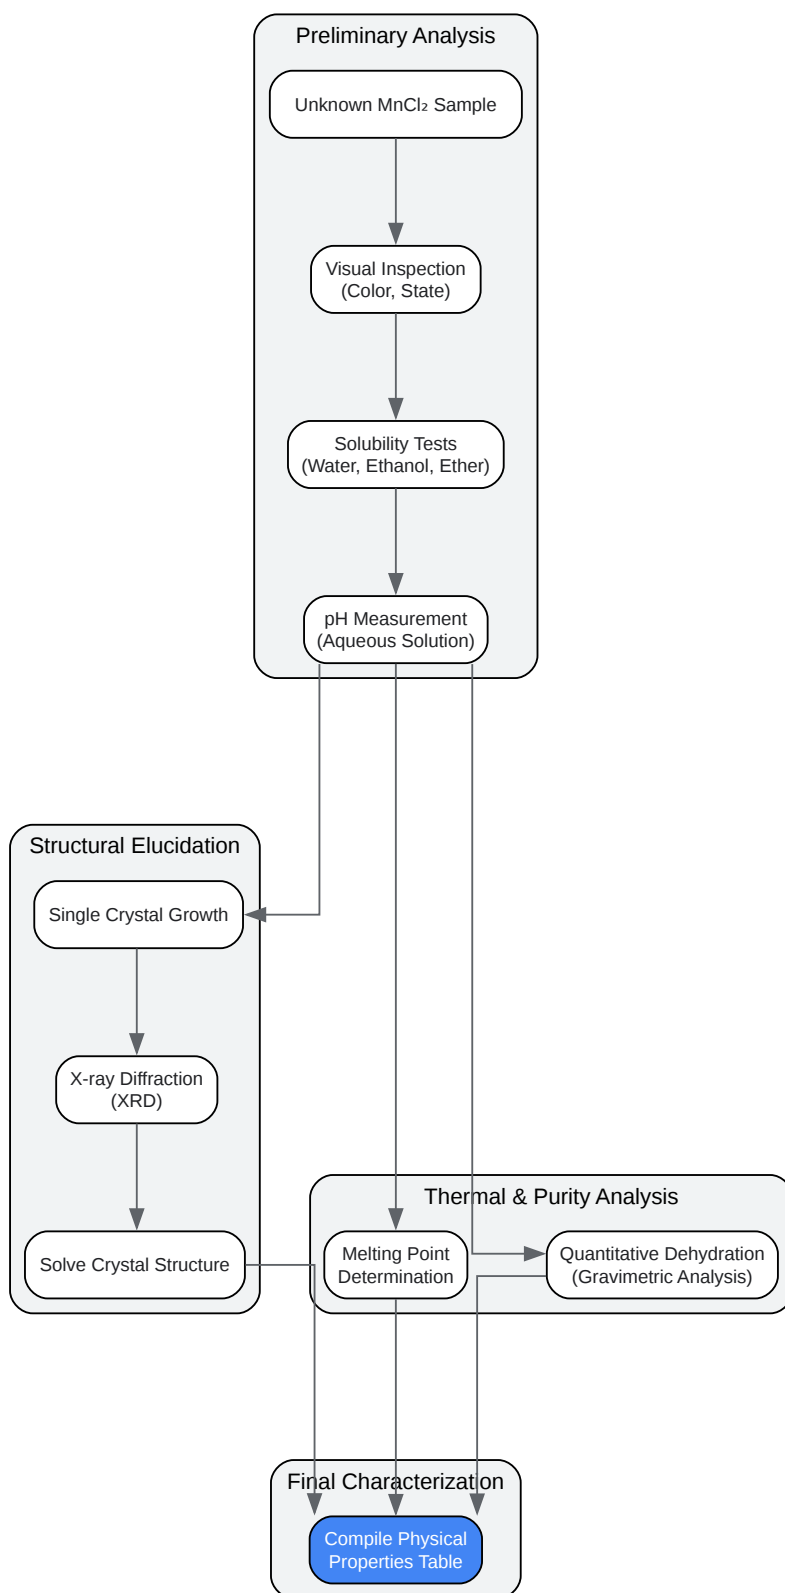 Preliminary Analysis
Unknown MnCl₂ Sample
Visual Inspection
(Color, State)
Solubility Tests
(Water, Ethanol, Ether)
pH Measurement
(Aqueous Solution)
Structural Elucidation
Single Crystal Growth
X-ray Diffraction
(XRD)
Solve Crystal Structure
Thermal & Purity Analysis
Melting Point
Determination
Quantitative Dehydration
(Gravimetric Analysis)
Final Characterization
Compile Physical
Properties Table